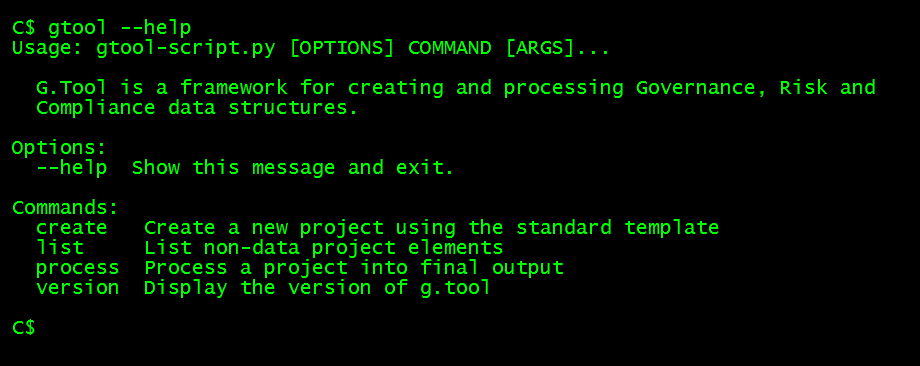 C$ gtool --help
Usage: gtool-script.py [OPTIONS] COMMAND [ARGS]...
G.Tool is a framework for creating and processing Governance, Risk and
Compliance data structures.
Options:
--help  Show this message and exit.
Commands:
create   Create a new project using the standard template
list     List non-data project elements
process  Process a project into final output
version  Display the version of g.tool
C$